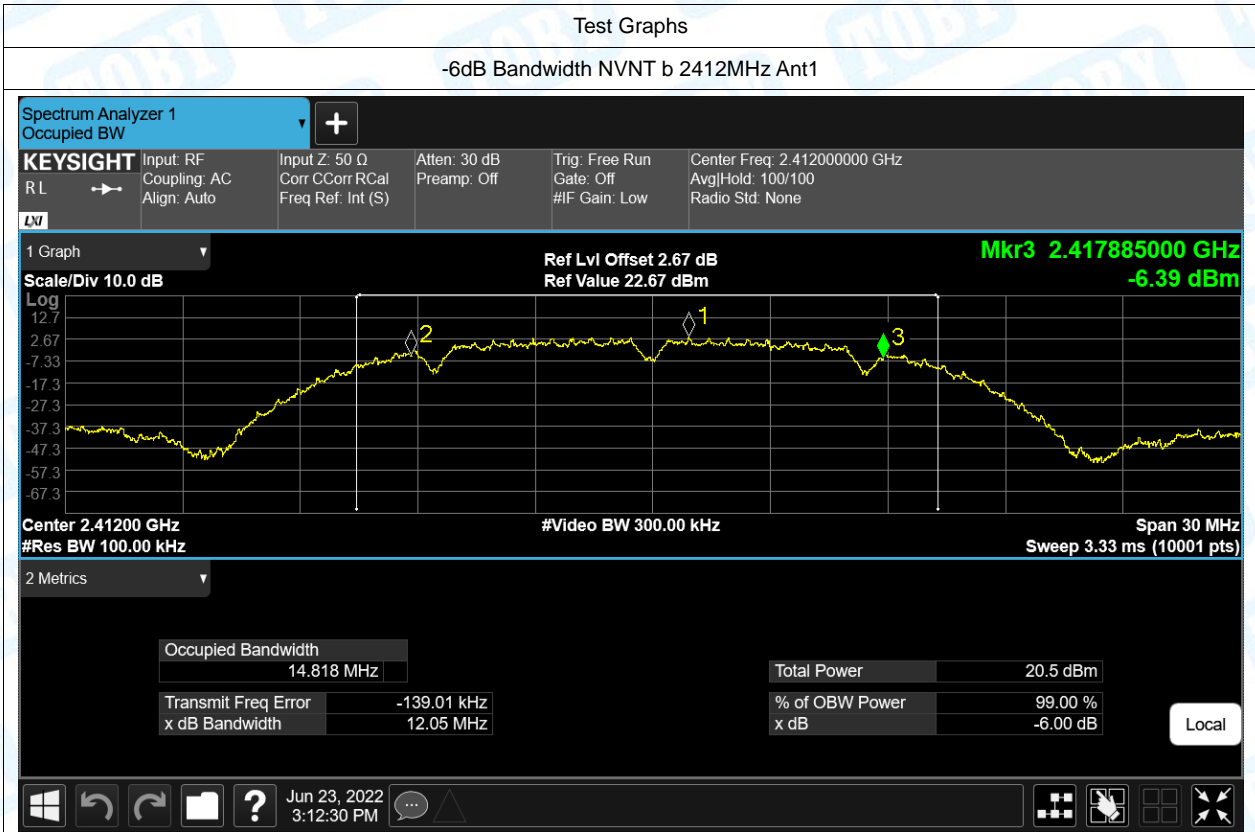 Test Graphs
-6dB Bandwidth NVNT b 2412MHz Ant1
Spectrum Analyzer 1
Occupied BW
+
KEYSIGHT
R L
LXI
Input: RF
Coupling: AC
Align: Auto
Input Z: 50 Ω
Corr CCorr RCal
Freq Ref: Int (S)
Atten: 30 dB
Preamp: Off
Trig: Free Run
Gate: Off
#IF Gain: Low
Center Freq: 2.412000000 GHz
Avg|Hold: 100/100
Radio Std: None
1 Graph
Scale/Div 10.0 dB
Ref Lvl Offset 2.67 dB
Ref Value 22.67 dBm
Mkr3 2.417885000 GHz
-6.39 dBm
Log
12.7
2.67
-7.33
-17.3
-27.3
-37.3
-47.3
-57.3
-67.3
2
1
3
Center 2.41200 GHz
#Video BW 300.00 kHz
Span 30 MHz
#Res BW 100.00 kHz
Sweep 3.33 ms (10001 pts)
2 Metrics
Occupied Bandwidth
14.818 MHz
Total Power 20.5 dBm
Transmit Freq Error -139.01 kHz
% of OBW Power 99.00 %
x dB Bandwidth 12.05 MHz
x dB -6.00 dB
Local
?
Jun 23, 2022
3:12:30 PM
TOBY